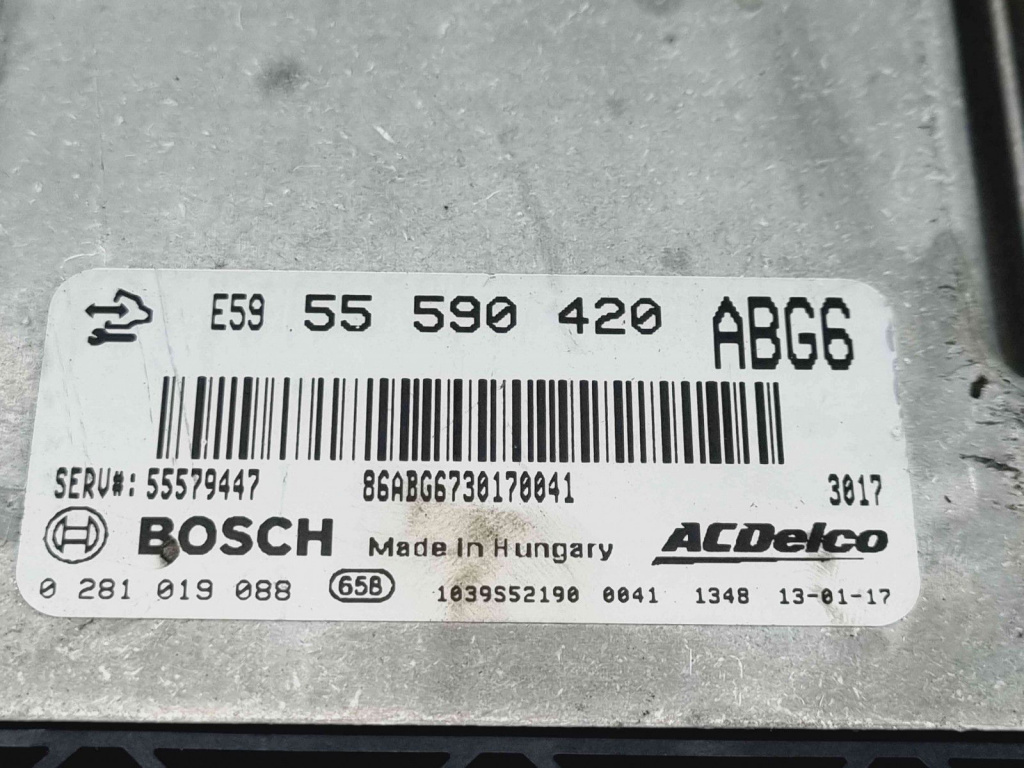 E59 55 590 420 ABG6
SERV#: 55579447 86ABG6730170041 3017
BOSCH Made in Hungary ACDelco
0 281 019 088 658 1039S52190 0041 1348 13-01-17